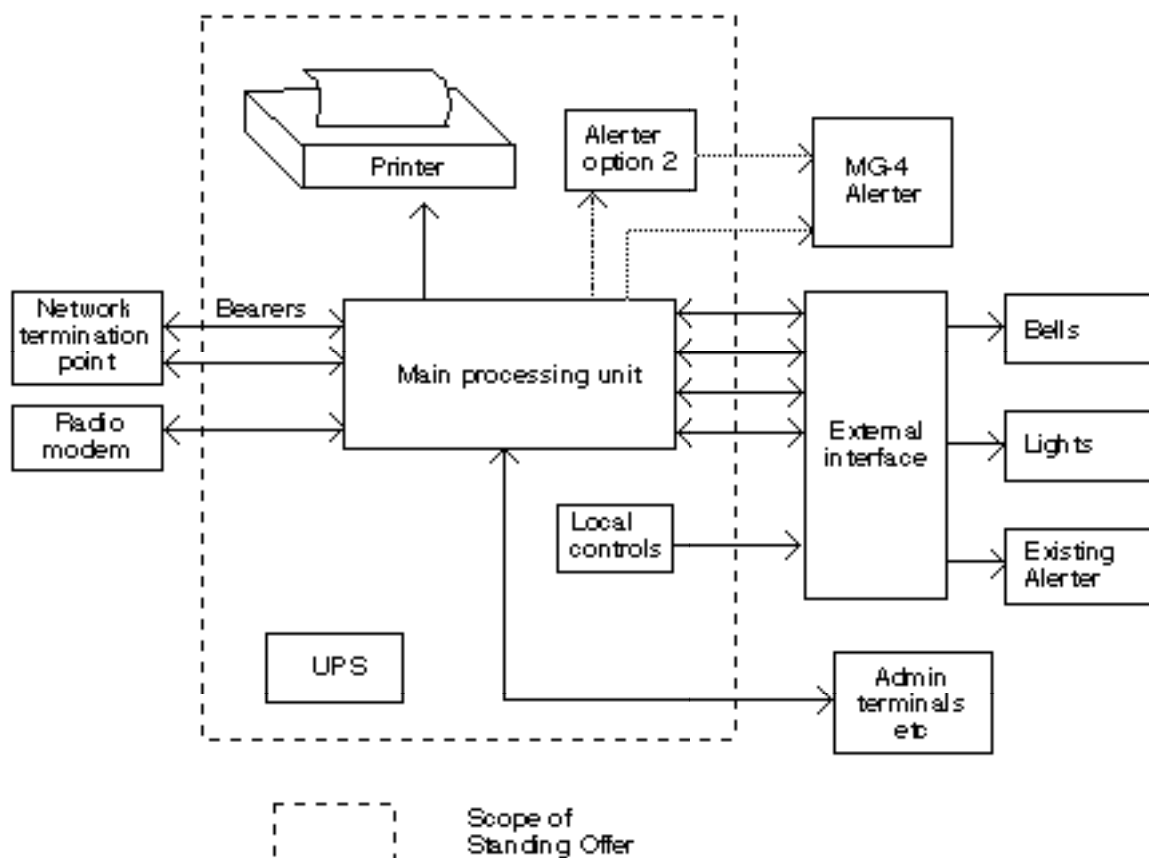 Printer
Alerter
option 2
MG-4
Alerter
Network
termination
point
Bearers
Main processing unit
External
interface
Bells
Radio
modem
Lights
Local
controls
Existing
Alerter
UPS
Admin
terminals
etc
Scope of
Standing Offer